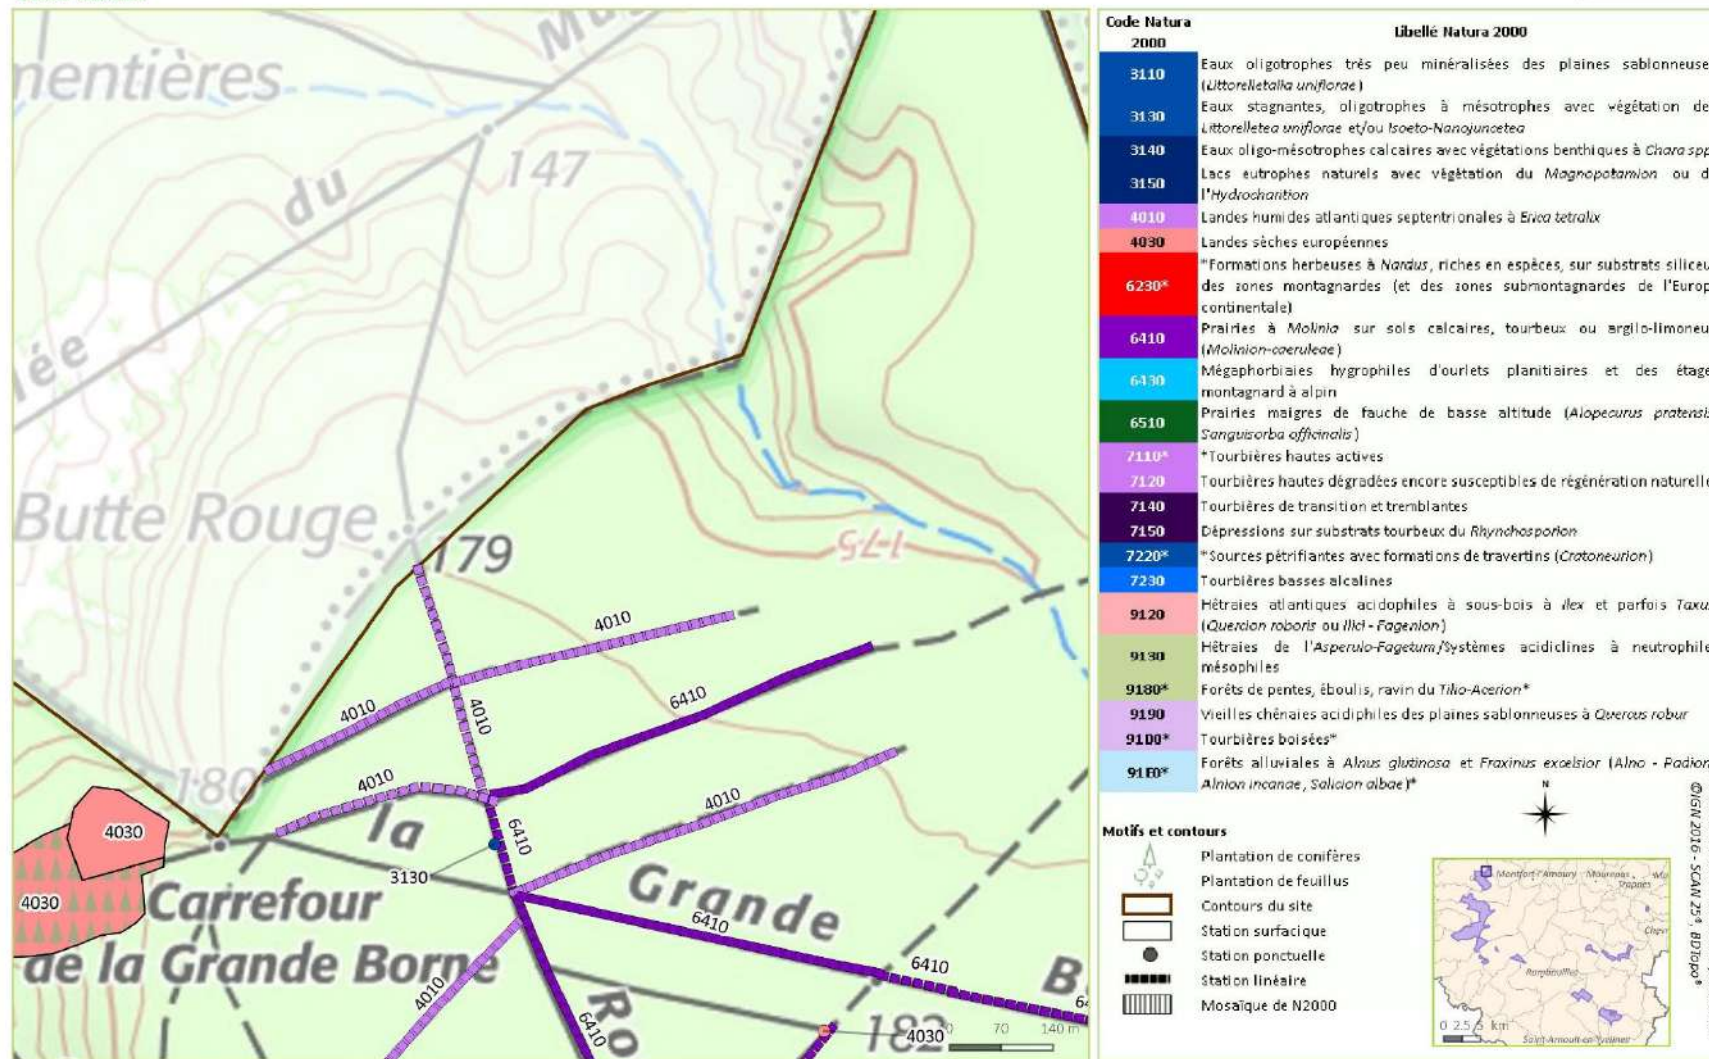 mentières
Mu
147
du
lée
Butte Rouge
179
175
4010
4010
4010
6410
4010
180
4010
la
6410
4030
3130
4030
Carrefour
de la Grande Borne
Grande
6410
6410
B
4010
6410
Ro
182
4030
0 70 140 m
Code Natura
2000
Libellé Natura 2000
3110
Eaux oligotrophes très peu minéralisées des plaines sablonneuse
(Littorelletalia uniflorae)
3130
Eaux stagnantes, oligotrophes à mésotrophes avec végétation de
Littorelletea uniflorae et/ou Isoeto-Nanojuncetea
3140
Eaux oligo-mésotrophes calcaires avec végétations benthiques à Chara spp
3150
Lacs eutrophes naturels avec végétation du Magnopotamion ou d
l'Hydrocharition
4010
Landes humides atlantiques septentrionales à Erica tetralix
4030
Landes sèches européennes
6230*
*Formations herbeuses à Nardus, riches en espèces, sur substrats siliceu
des zones montagnardes (et des zones submontagnardes de l'Europ
continentale)
6410
Prairies à Molinia sur sols calcaires, tourbeux ou argilo-limoneu
(Molinion-caeruleae)
6430
Mégaphorbiaies hygrophiles d'ourlets planitiaires et des étage
montagnard à alpin
6510
Prairies maigres de fauche de basse altitude (Alopecurus pratensis
Sanguisorba officinalis)
7110*
*Tourbières hautes actives
7120
Tourbières hautes dégradées encore susceptibles de régénération naturelle
7140
Tourbières de transition et tremblantes
7150
Dépressions sur substrats tourbeux du Rhynchosporion
7220*
*Sources pétrifiantes avec formations de travertins (Cratoneurion)
7230
Tourbières basses alcalines
9120
Hêtraies atlantiques acidophiles à sous-bois à Ilex et parfois Taxu
(Quercion roboris ou Ilici - Fagenion)
9130
Hêtraies de l'Asperulo-Fagetum/Systèmes acidiclines à neutrophile
mésophiles
9180*
Forêts de pentes, éboulis, ravin du Tilio-Acerion*
9190
Vieilles chênaies acidiphiles des plaines sablonneuses à Quercus robur
91D0*
Tourbières boisées*
91E0*
Forêts alluviales à Alnus glutinosa et Fraxinus excelsior (Alno - Padion
Alnion incanae, Salicion albae)*
Motifs et contours
N
Plantation de conifères
Plantation de feuillus
Contours du site
Station surfacique
Station ponctuelle
Station linéaire
Mosaïque de N2000
Montfort-l'Amaury Maurepas
Trappes
Chevr
Rambouillet
0 2.5 5 km
Saint-Arnoult-en-Yvelines
©IGN 2016 - SCAN 25®, BDTopo®